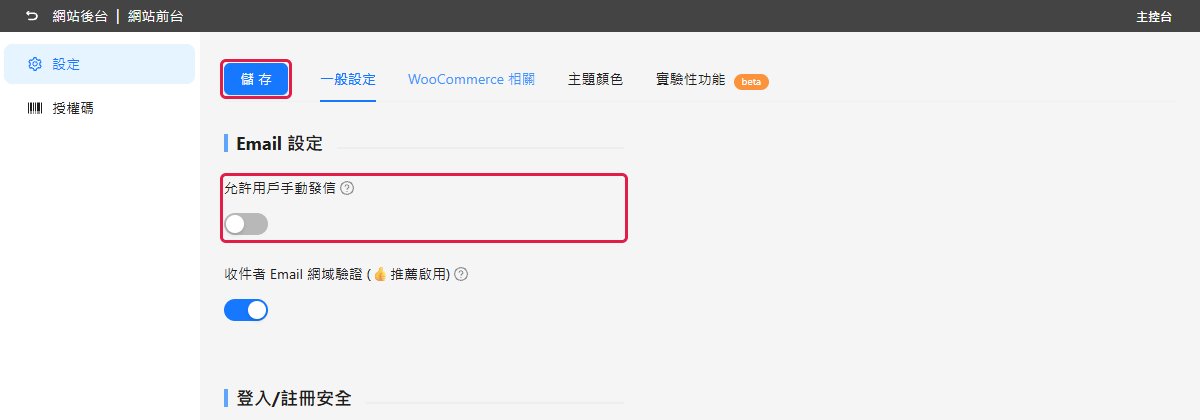 網站後台 | 網站前台
主控台
設定
授權碼
儲存
一般設定
WooCommerce 相關
主題顏色
實驗性功能 beta
Email 設定
允許用戶手動發信
收件者 Email 網域驗證 (👍 推薦啟用)
登入/註冊安全